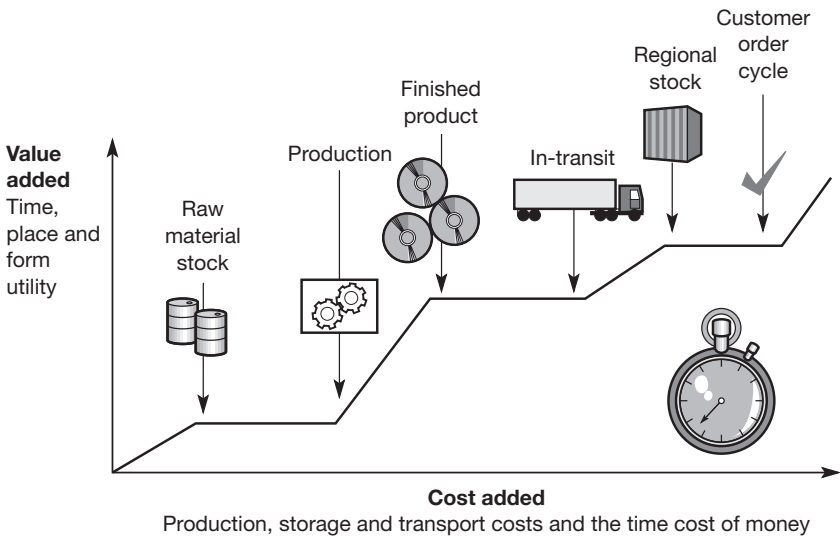 Customer
order
cycle
Regional
stock
Finished
product
In-transit
Production
Value
added
Time,
place and
form
utility
Raw
material
stock
Cost added
Production, storage and transport costs and the time cost of money